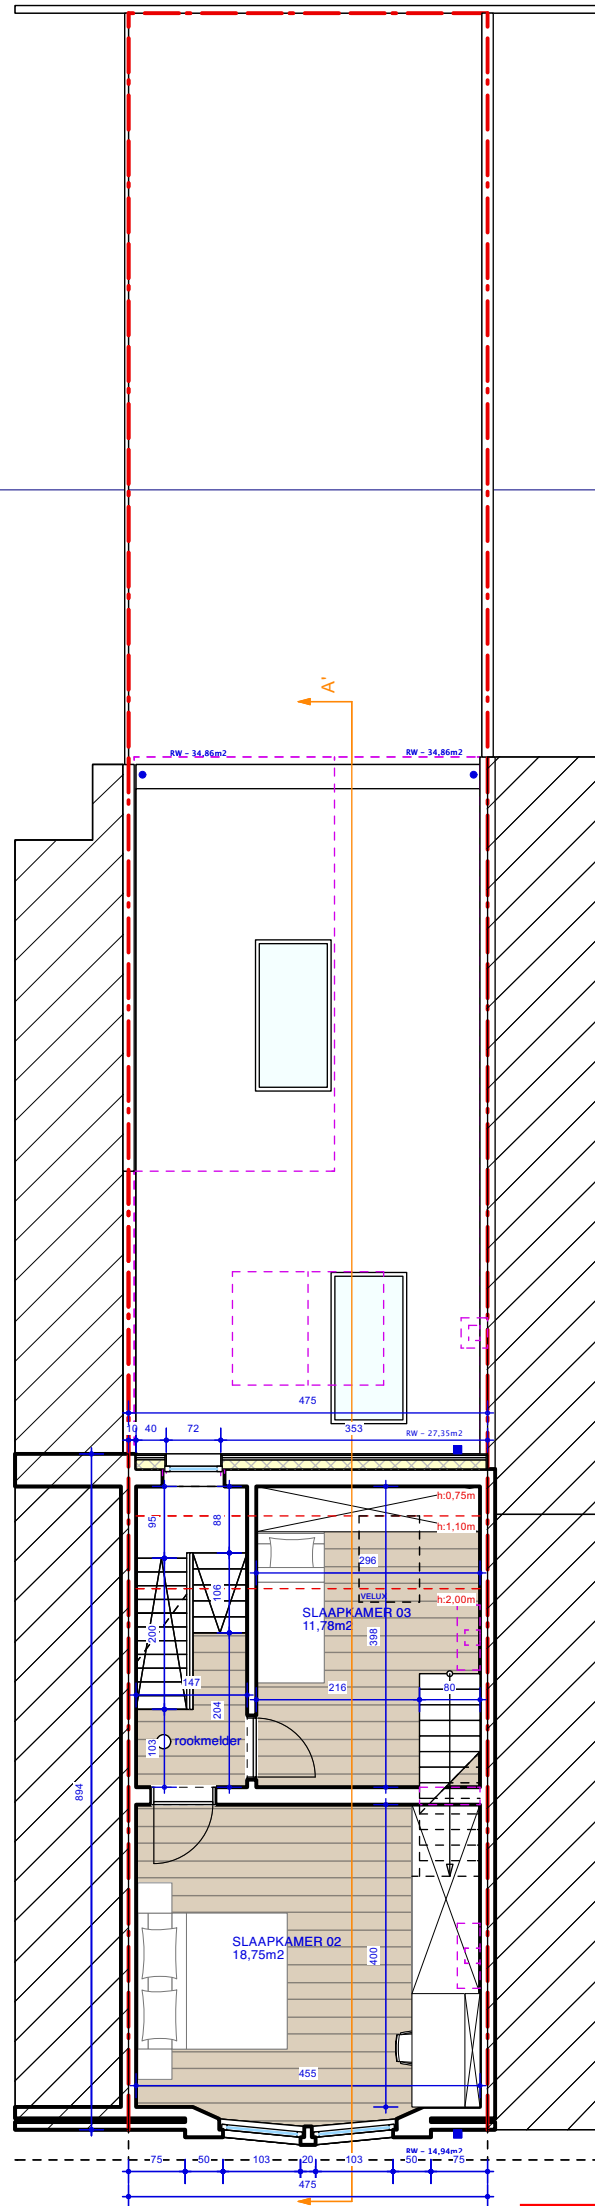 A'
RW - 34,86m2
RW - 34,86m2
475
10
40
72
353
RW - 27,35m2
h:0,75m
95
88
h:1,10m
296
VELUX
106
h:2,00m
SLAAPKAMER 03
11,78m2
200
398
147
216
80
204
103
rookmelder
894
SLAAPKAMER 02
18,75m2
400
455
RW - 14,94m2
75
50
103
20
103
50
75
475